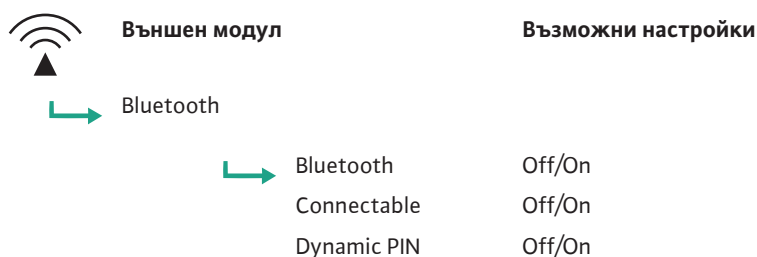 Външен модул Възможни настройки
Bluetooth
Bluetooth Off/On
Connectable Off/On
Dynamic PIN Off/On